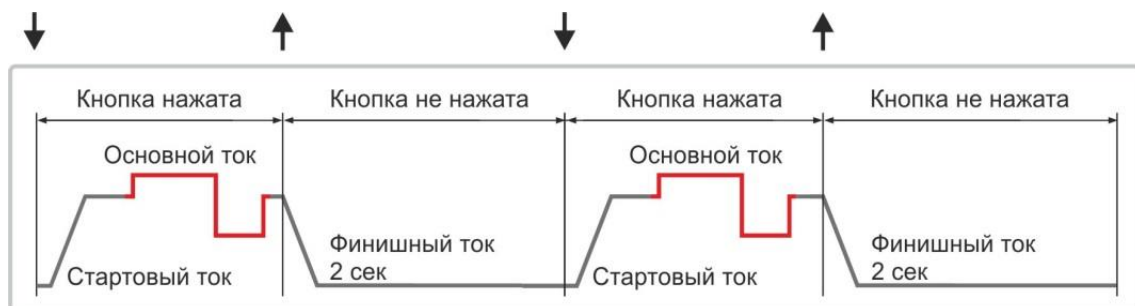 Кнопка нажата
Кнопка не нажата
Кнопка нажата
Кнопка не нажата
Основной ток
Основной ток
Стартовый ток
Финишный ток
2 сек
Стартовый ток
Финишный ток
2 сек